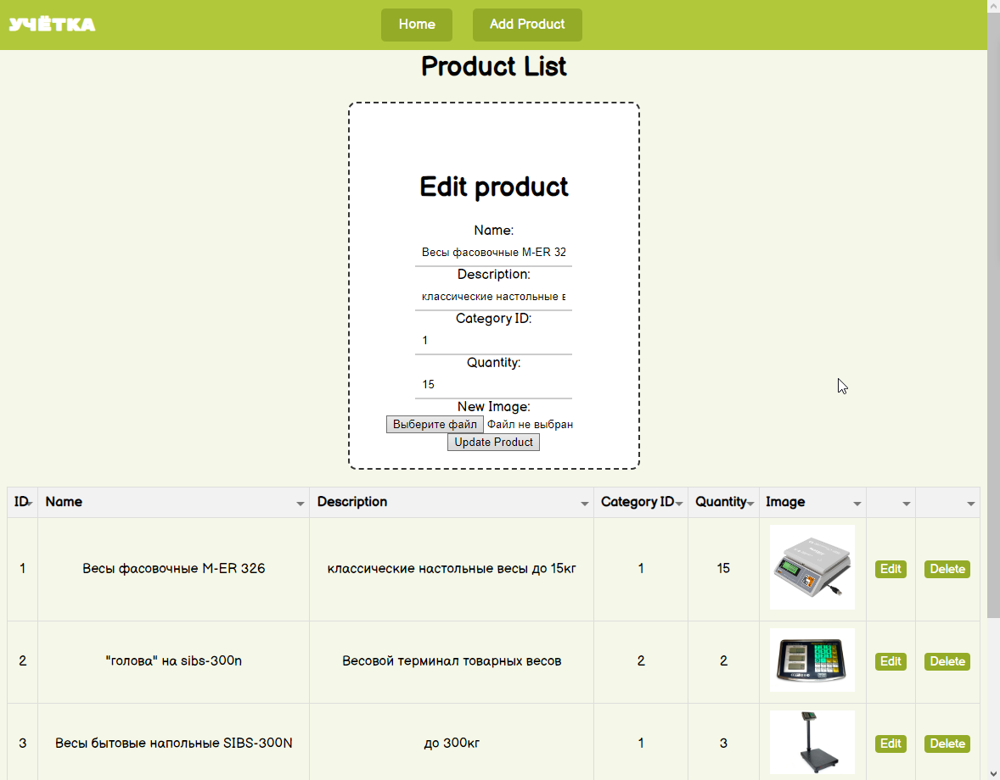 УЧЁТКА
Home
Add Product
Product List
Edit product
Name:
Весы фасовочные M-ER 32
Description:
классические настольные в
Category ID:
1
Quantity:
15
New Image:
Выберите файл Файл не выбран
Update Product
ID Name Description Category ID Quantity Image
1 Весы фасовочные M-ER 326 классические настольные весы до 15кг 1 15 Edit Delete
2 "голова" на sibs-300n Весовой терминал товарных весов 2 2 Edit Delete
3 Весы бытовые напольные SIBS-300N до 300кг 1 3 Edit Delete